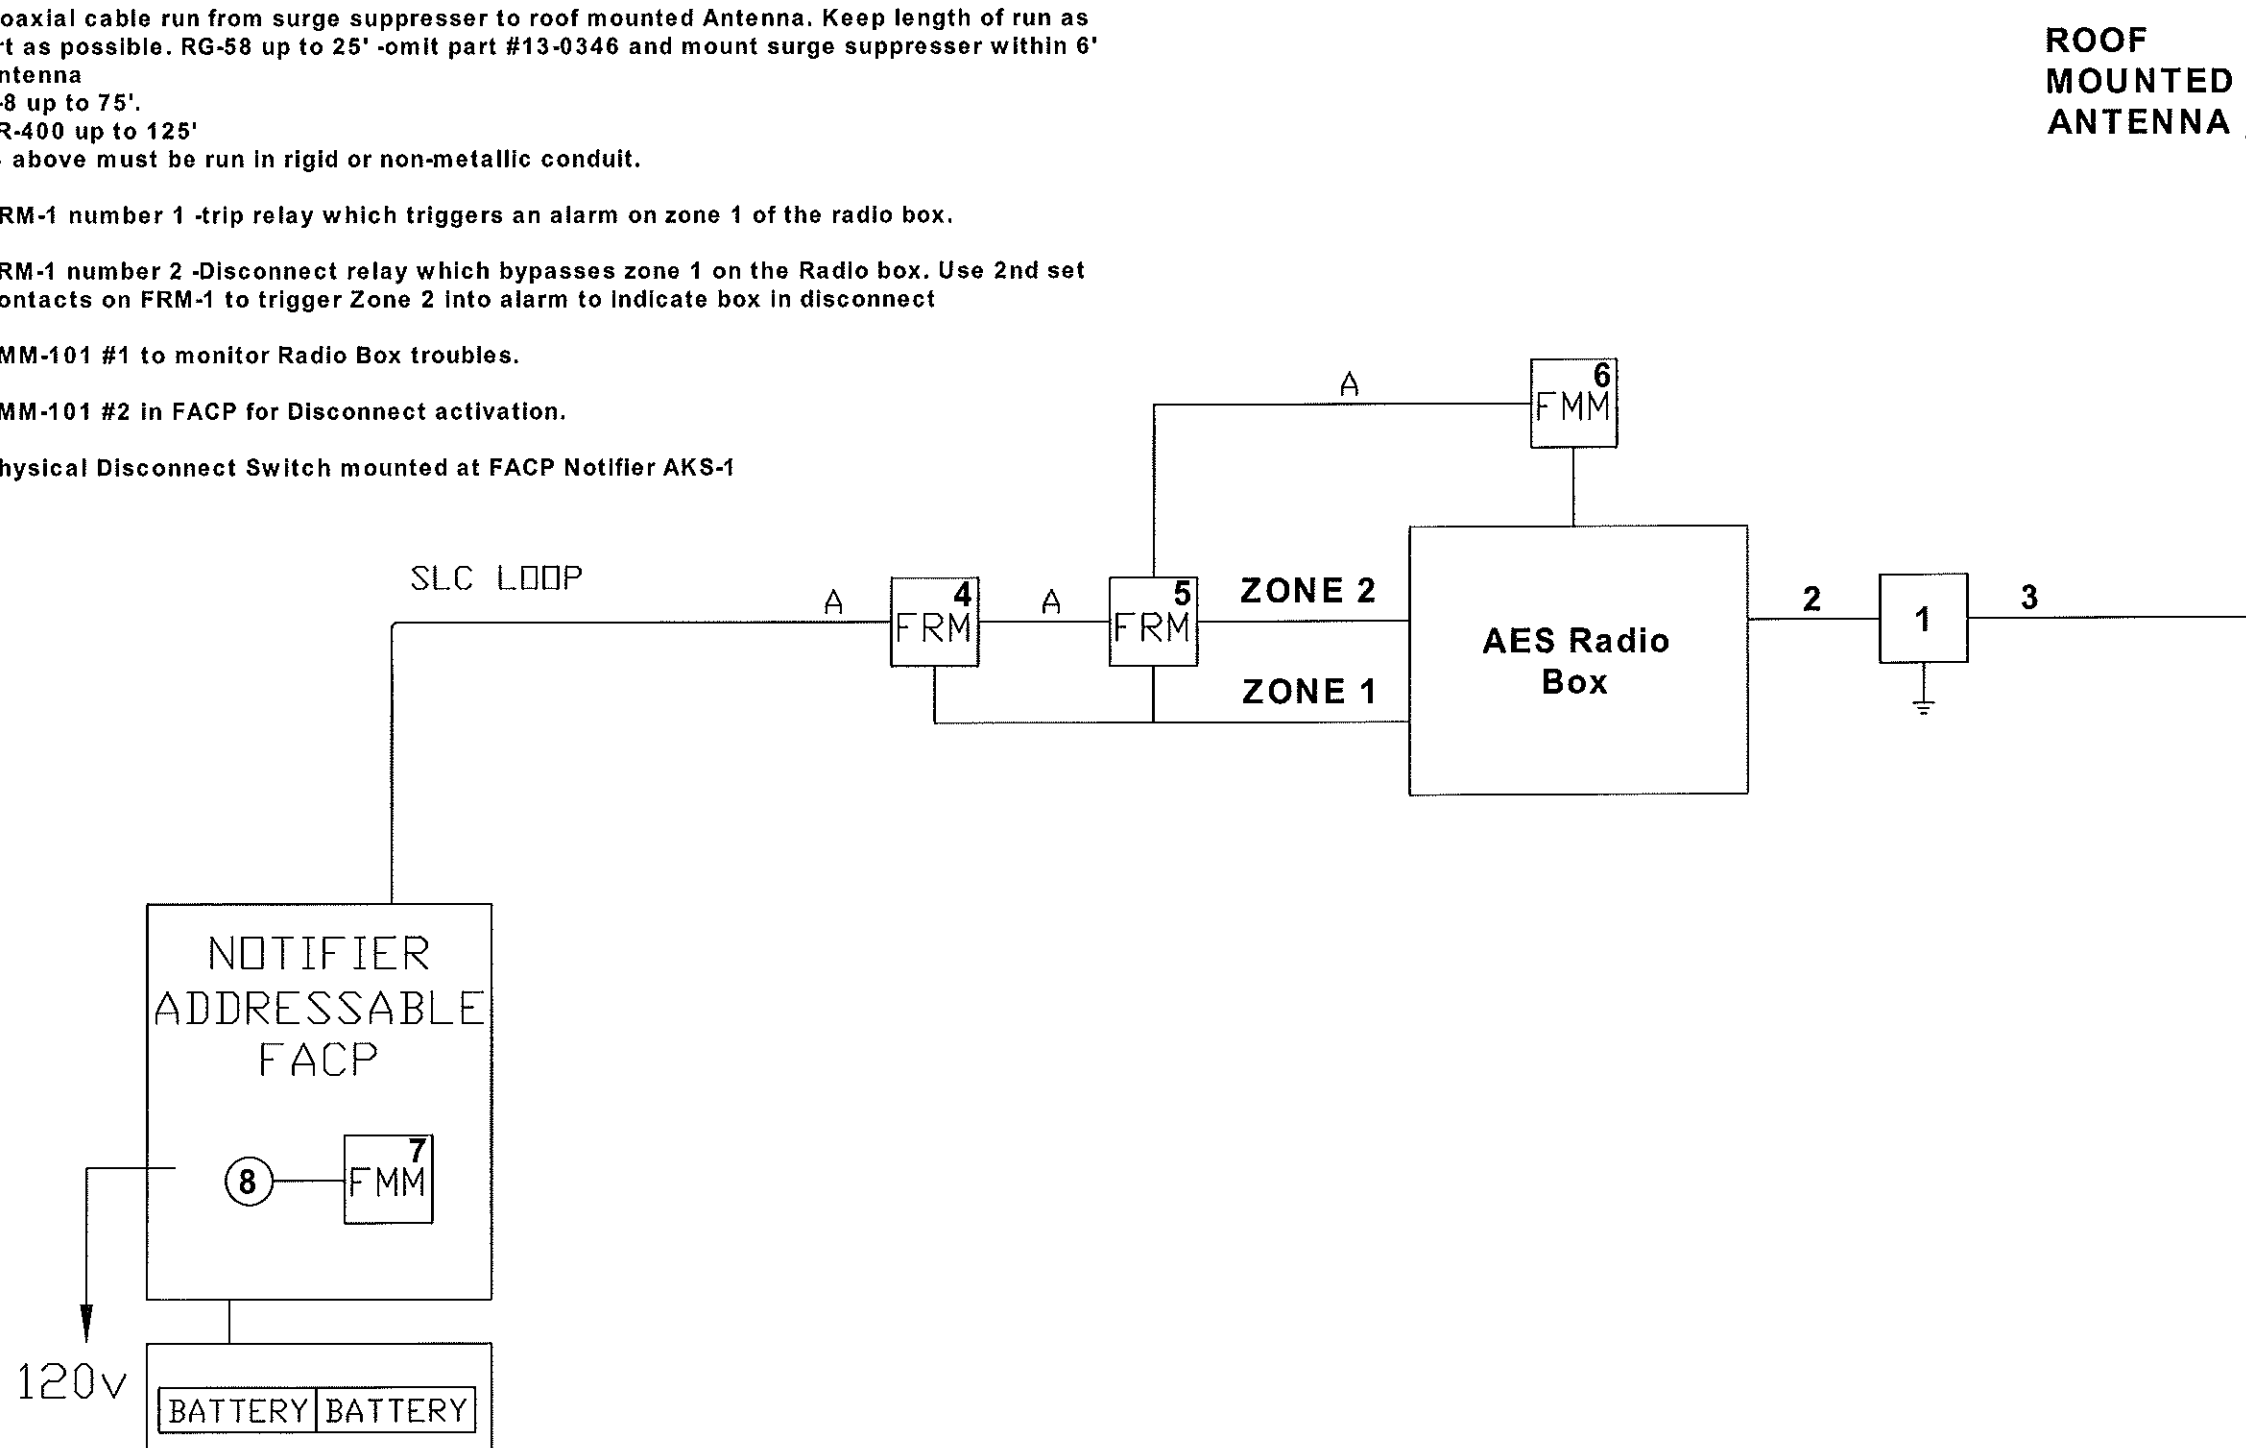 oaxial cable run from surge suppresser to roof mounted Antenna. Keep length of run as
rt as possible. RG-58 up to 25' -omit part #13-0346 and mount surge suppresser within 6'
ntenna
-8 up to 75'.
R-400 up to 125'
above must be run in rigid or non-metallic conduit.
RM-1 number 1 -trip relay which triggers an alarm on zone 1 of the radio box.
RM-1 number 2 -Disconnect relay which bypasses zone 1 on the Radio box. Use 2nd set
ontacts on FRM-1 to trigger Zone 2 into alarm to indicate box in disconnect
MM-101 #1 to monitor Radio Box troubles.
MM-101 #2 in FACP for Disconnect activation.
hysical Disconnect Switch mounted at FACP Notifier AKS-1
ROOF
MOUNTED
ANTENNA
A
6
FMM
SLC LOOP
A
4
FRM
A
5
FRM
ZONE 2
ZONE 1
AES Radio
Box
2
1
3
NOTIFIER
ADDRESSABLE
FACP
8
7
FMM
120v
BATTERY
BATTERY